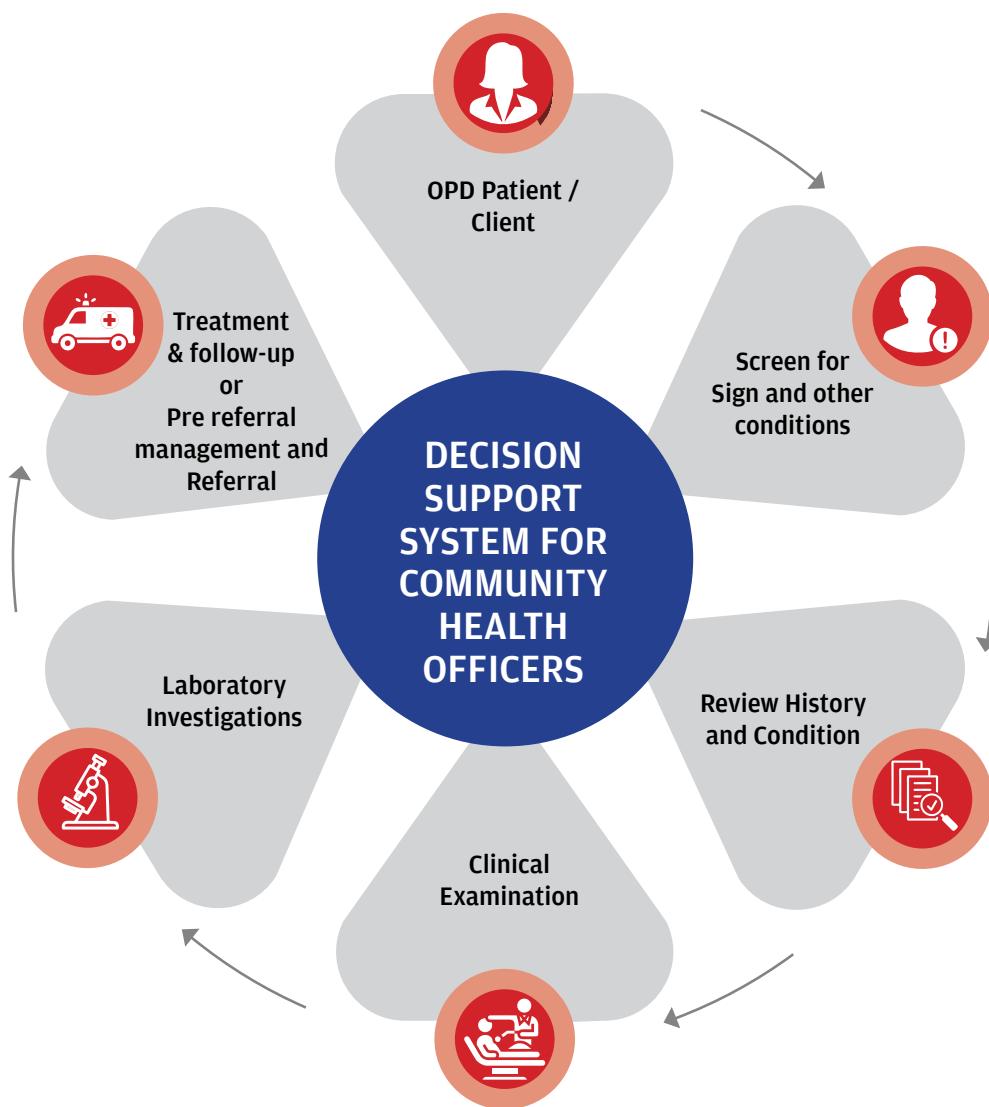 OPD Patient /
Client
Screen for
Sign and other
conditions
Review History
and Condition
Clinical
Examination
Laboratory
Investigations
Treatment
& follow-up
or
Pre referral
management and
Referral
DECISION
SUPPORT
SYSTEM FOR
COMMUNITY
HEALTH
OFFICERS